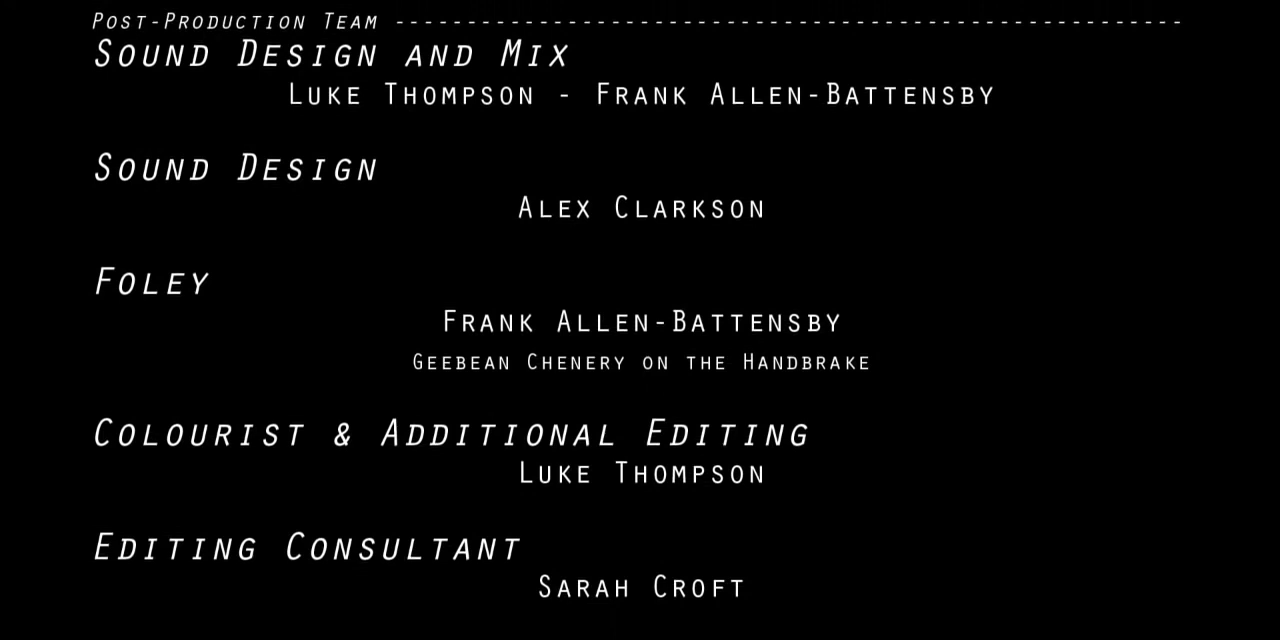 Post-Production Team ------------------------------------------------------------------
Sound Design and Mix
Luke Thompson - Frank Allen-Battensby
Sound Design
Alex Clarkson
Foley
Frank Allen-Battensby
Geebean Chenery on the Handbrake
Colourist & Additional Editing
Luke Thompson
Editing Consultant
Sarah Croft